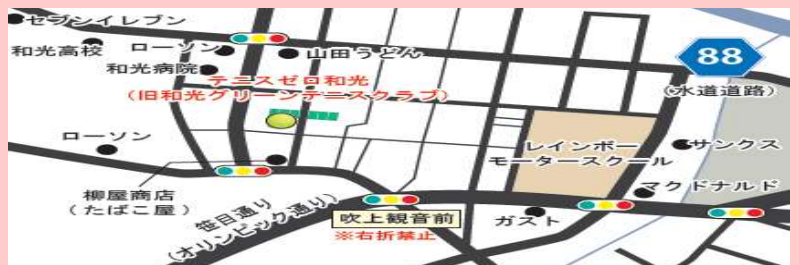 セブンイレブン
和光高校
ローソン
山田うどん
和光病院
テニスゼロ和光
(旧和光グリーンテニスクラブ)
88
(水道道路)
ローソン
レインボー
モータースクール
サンクス
マクドナルド
柳屋商店
(たばこ屋)
笹目通り
(オリンピック通り)
吹上観音前
※右折禁止
ガスト